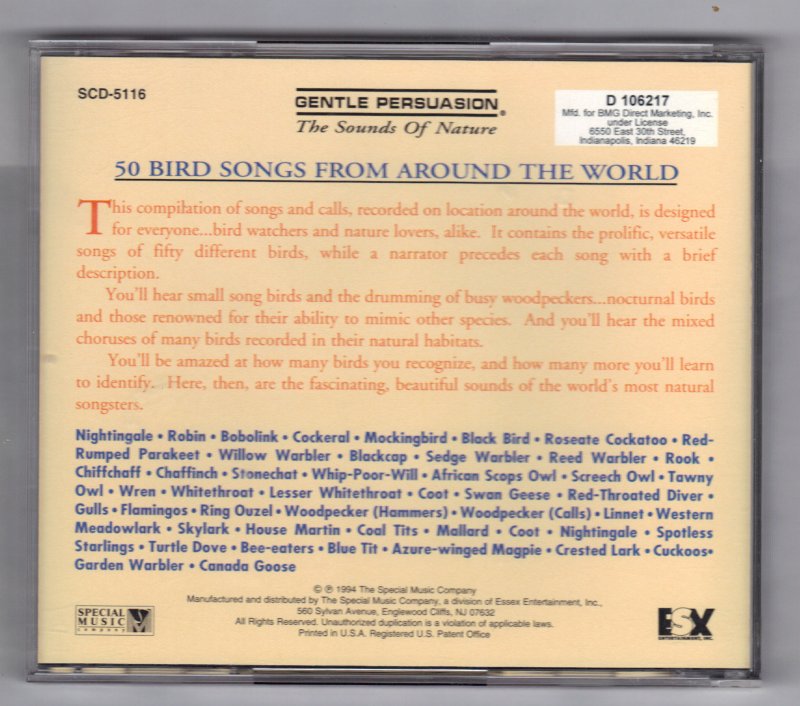 SCD-5116
GENTLE PERSUASION®
The Sounds Of Nature
D 106217
Mfd. for BMG Direct Marketing, Inc.
under License
6550 East 30th Street,
Indianapolis, Indiana 46219
50 BIRD SONGS FROM AROUND THE WORLD
This compilation of songs and calls, recorded on location around the world, is designed
for everyone...bird watchers and nature lovers, alike. It contains the prolific, versatile
songs of fifty different birds, while a narrator precedes each song with a brief
description.
You'll hear small song birds and the drumming of busy woodpeckers...nocturnal birds
and those renowned for their ability to mimic other species. And you'll hear the mixed
choruses of many birds recorded in their natural habitats.
You'll be amazed at how many birds you recognize, and how many more you'll learn
to identify. Here, then, are the fascinating, beautiful sounds of the world's most natural
songsters.
Nightingale • Robin • Bobolink • Cockeral • Mockingbird • Black Bird • Roseate Cockatoo • Red-
Rumped Parakeet • Willow Warbler • Blackcap • Sedge Warbler • Reed Warbler • Rook •
Chiffchaff • Chaffinch • Stonechat • Whip-Poor-Will • African Scops Owl • Screech Owl • Tawny
Owl • Wren • Whitethroat • Lesser Whitethroat • Coot • Swan Geese • Red-Throated Diver •
Gulls • Flamingos • Ring Ouzel • Woodpecker (Hammers) • Woodpecker (Calls) • Linnet • Western
Meadowlark • Skylark • House Martin • Coal Tits • Mallard • Coot • Nightingale • Spotless
Starlings • Turtle Dove • Bee-eaters • Blue Tit • Azure-winged Magpie • Crested Lark • Cuckoos•
Garden Warbler • Canada Goose
© ℗ 1994 The Special Music Company
Manufactured and distributed by The Special Music Company, a division of Essex Entertainment, Inc.,
560 Sylvan Avenue, Englewood Cliffs, NJ 07632
All Rights Reserved. Unauthorized duplication is a violation of applicable laws.
Printed in U.S.A. Registered U.S. Patent Office
SPECIAL
MUSIC
company
ESX
ENTERTAINMENT, INC.